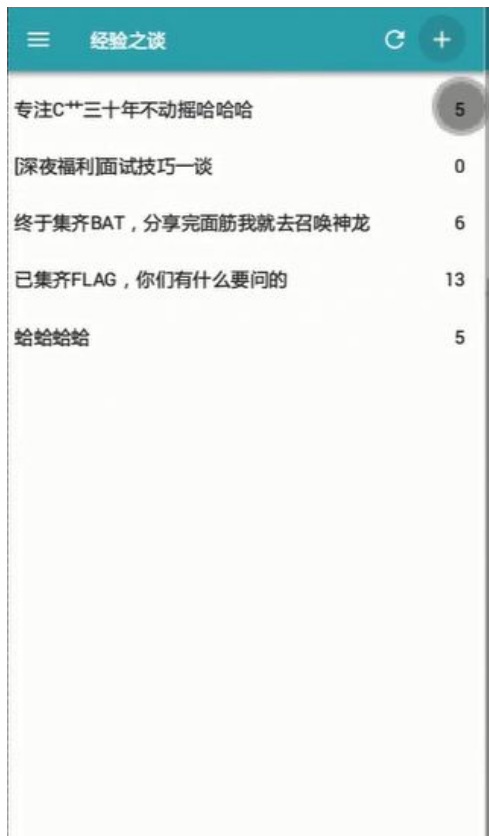 经验之谈
专注C艹三十年不动摇哈哈哈 5
[深夜福利]面试技巧一谈 0
终于集齐BAT，分享完面筋我就去召唤神龙 6
已集齐FLAG，你们有什么要问的 13
蛤蛤蛤蛤 5